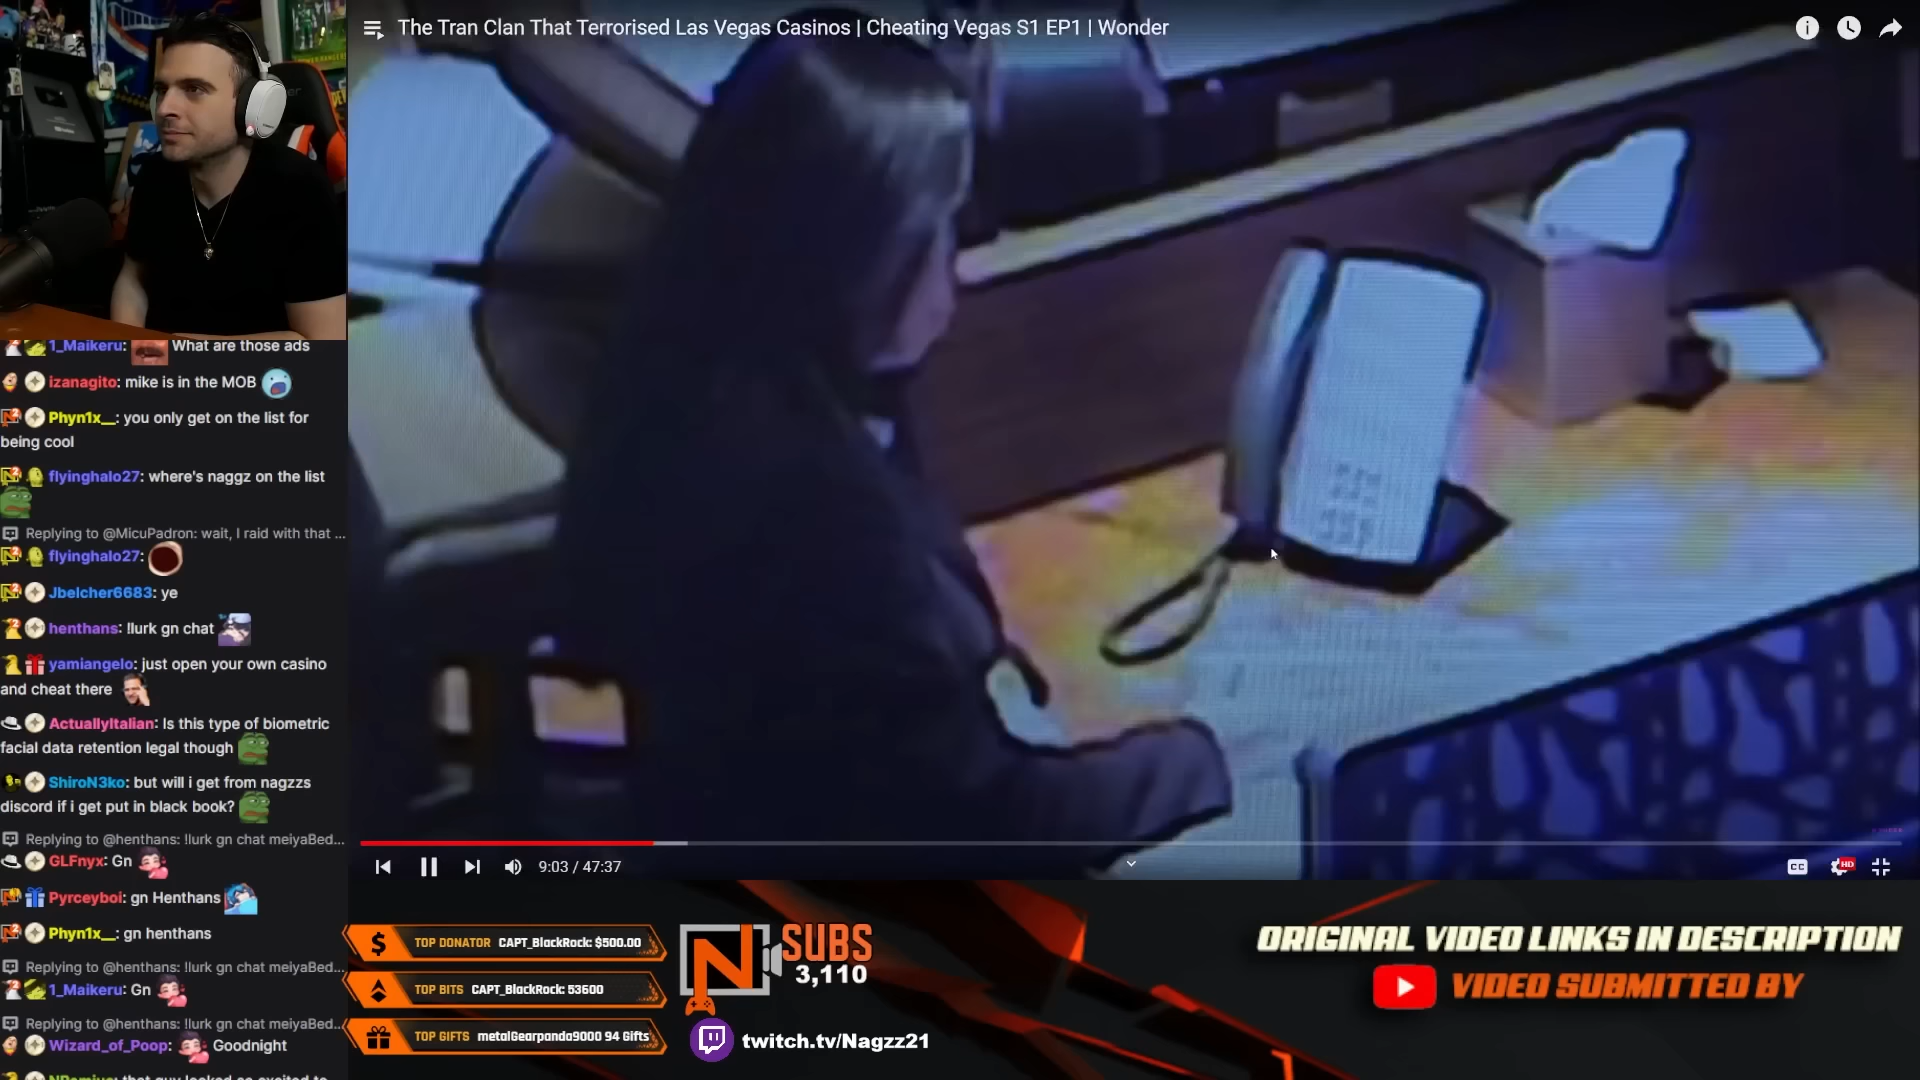 The Tran Clan That Terrorised Las Vegas Casinos | Cheating Vegas S1 EP1 | Wonder
1_Maikeru: What are those ads
izanagito: mike is in the MOB
Phyn1x__: you only get on the list for
being cool
flyinghalo27: where's naggz on the list
Replying to @MicuPadron: wait, I raid with that ...
flyinghalo27:
Jbelcher6683: ye
henthans: !lurk gn chat
yamiangelo: just open your own casino
and cheat there
ActuallyItalian: Is this type of biometric
facial data retention legal though
ShiroN3ko: but will i get from nagzzs
discord if i get put in black book?
Replying to @henthans: !lurk gn chat meiyaBed...
GLFnyx: Gn
Pyrceyboi: gn Henthans
Phyn1x__: gn henthans
Replying to @henthans: !lurk gn chat meiyaBed...
1_Maikeru: Gn
Replying to @henthans: !lurk gn chat meiyaBed...
Wizard_of_Poop: Goodnight
9:03 / 47:37
CC
HD
TOP DONATOR CAPT_BlackRock: $500.00
TOP BITS CAPT_BlackRock: 53600
TOP GIFTS metalGearpanda9000 94 Gifts
N
SUBS
3,110
twitch.tv/Nagzz21
ORIGINAL VIDEO LINKS IN DESCRIPTION
VIDEO SUBMITTED BY